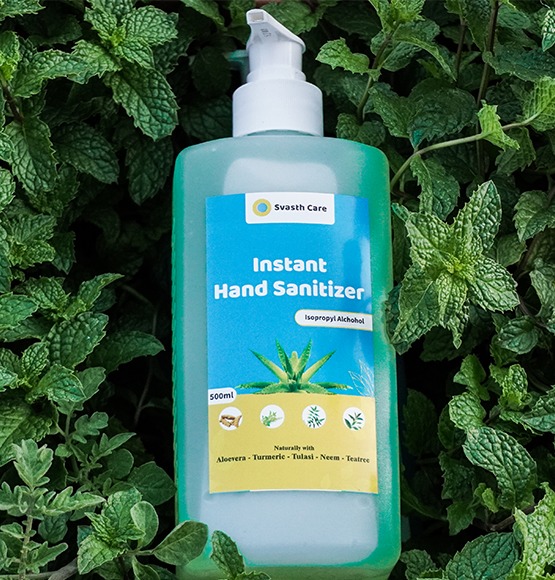 Svasth Care
Instant
Hand Sanitizer
Isopropyl Alchohol
500ml
Naturally with
Aloevera - Turmeric - Tulasi - Neem - Teatree